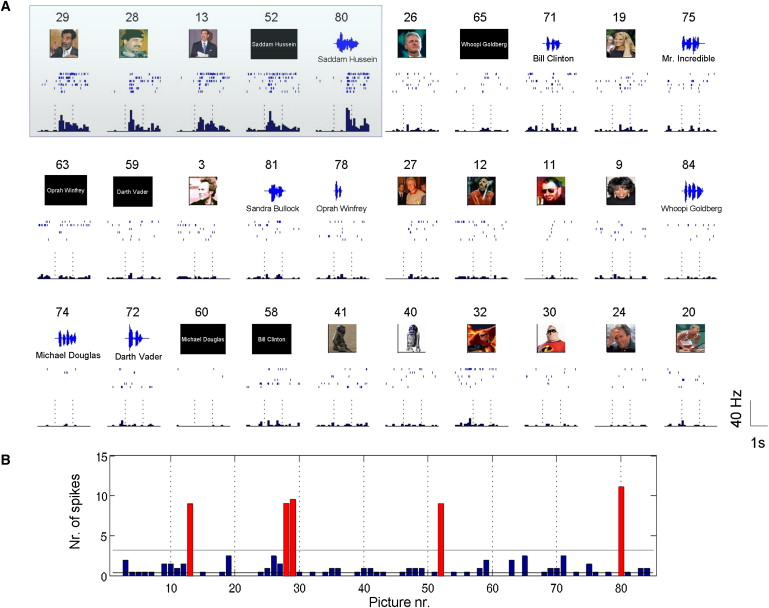 A
29 28 13 52 80 26 65 71 19 75
Saddam Hussein
Saddam Hussein
Whoopi Goldberg
Bill Clinton
Mr. Incredible
63 59 3 81 78 27 12 11 9 84
Oprah Winfrey
Darth Vader
Sandra Bullock
Oprah Winfrey
Whoopi Goldberg
74 72 60 58 41 40 32 30 24 20
Michael Douglas
Darth Vader
Michael Douglas
Bill Clinton
40 Hz
1s
B
Nr. of spikes
15
10
5
0
10 20 30 40 50 60 70 80
Picture nr.